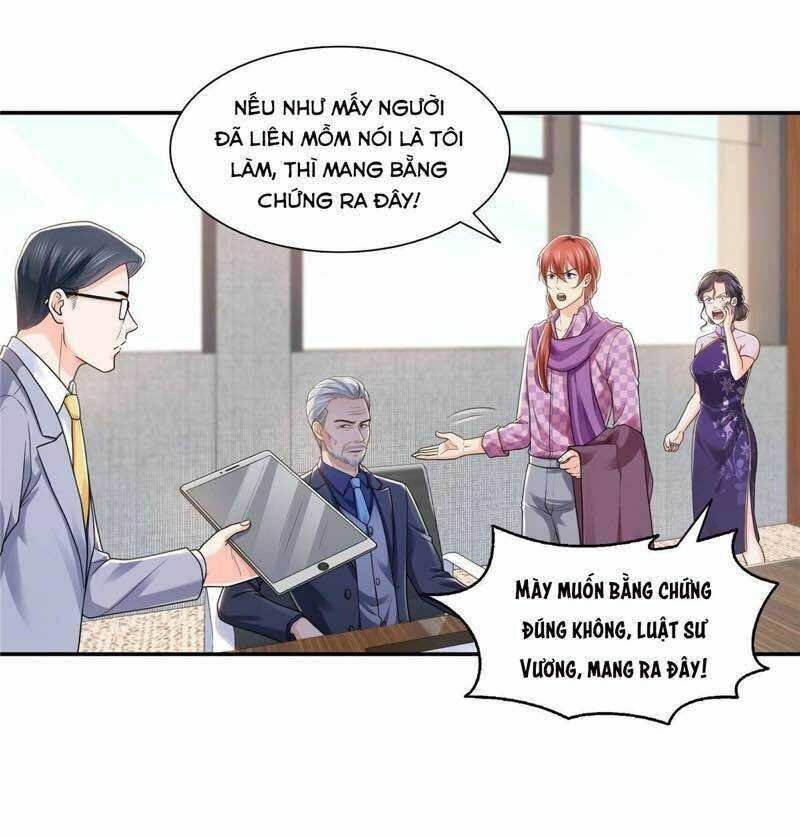 NẾU NHƯ MẤY NGƯỜI
ĐÃ LIÊN MỒM NÓI LÀ TÔI
LÀM, THÌ MANG BẰNG
CHỨNG RA ĐÂY!
MÀY MUỐN BẰNG CHỨNG
ĐÚNG KHÔNG, LUẬT SƯ
VƯƠNG, MANG RA ĐÂY!